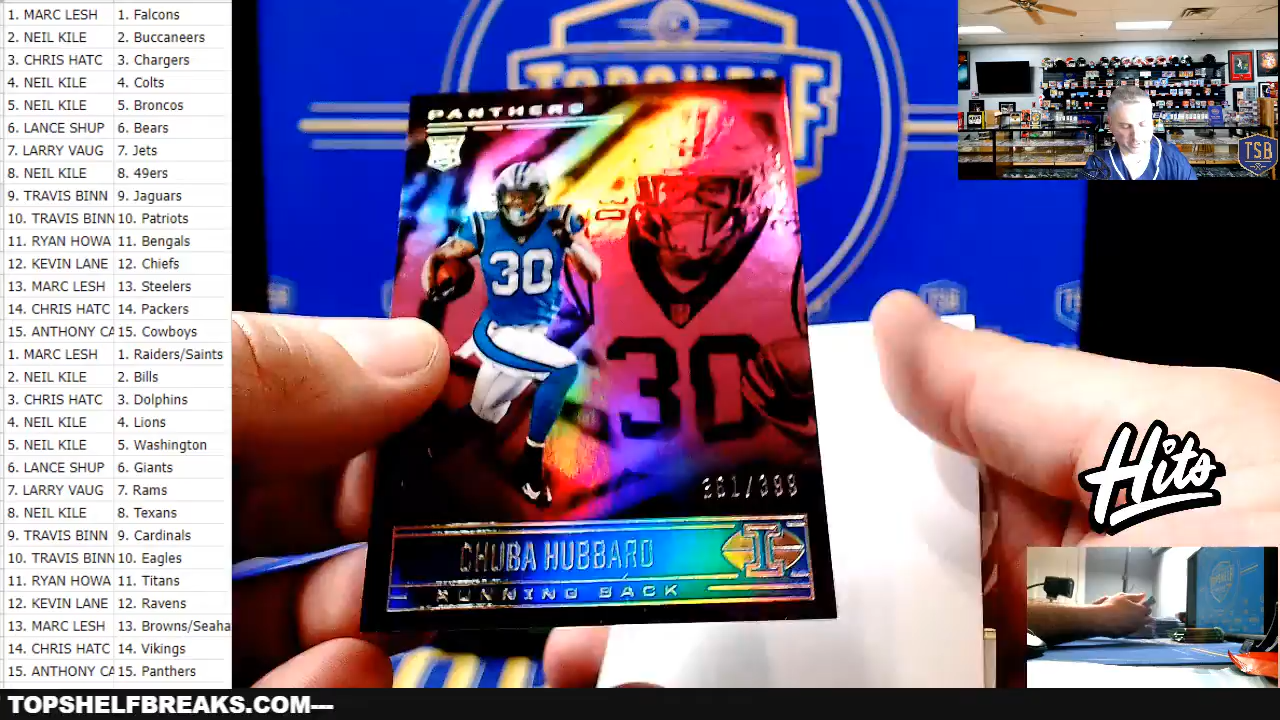 1. MARC LESH 1. Falcons
2. NEIL KILE 2. Buccaneers
3. CHRIS HATC 3. Chargers
4. NEIL KILE 4. Colts
5. NEIL KILE 5. Broncos
6. LANCE SHUP 6. Bears
7. LARRY VAUG 7. Jets
8. NEIL KILE 8. 49ers
9. TRAVIS BINN 9. Jaguars
10. TRAVIS BINN 10. Patriots
11. RYAN HOWA 11. Bengals
12. KEVIN LANE 12. Chiefs
13. MARC LESH 13. Steelers
14. CHRIS HATC 14. Packers
15. ANTHONY CA 15. Cowboys
1. MARC LESH 1. Raiders/Saints
2. NEIL KILE 2. Bills
3. CHRIS HATC 3. Dolphins
4. NEIL KILE 4. Lions
5. NEIL KILE 5. Washington
6. LANCE SHUP 6. Giants
7. LARRY VAUG 7. Rams
8. NEIL KILE 8. Texans
9. TRAVIS BINN 9. Cardinals
10. TRAVIS BINN 10. Eagles
11. RYAN HOWA 11. Titans
12. KEVIN LANE 12. Ravens
13. MARC LESH 13. Browns/Seaha
14. CHRIS HATC 14. Vikings
15. ANTHONY CA 15. Panthers
TOPSHELF
PANTHERS
30
30
30
CHUBA HUBBARD
I
RUNNING BACK
TSB
TSB
Hits
TOPSHELFBREAKS.COM---